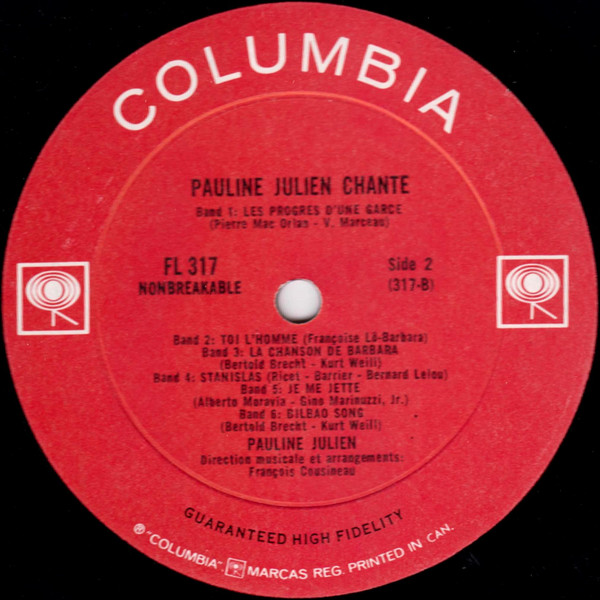 COLUMBIA
PAULINE JULIEN CHANTE
Band 1: LES PROGRES D'UNE GARCE
(Pierre Mac Orlan - V. Marceau)
FL 317
NONBREAKABLE
Side 2
(317-B)
Band 2: TOI L'HOMME (Françoise Lô-Barbara)
Band 3: LA CHANSON DE BARBARA
(Bertold Brecht - Kurt Weill)
Band 4: STANISLAS (Ricet - Barrier - Bernard Lelou)
Band 5: JE ME JETTE
(Alberto Moravia - Gino Marinuzzi, Jr.)
Band 6: BILBAO SONG
(Bertold Brecht - Kurt Weill)
PAULINE JULIEN
Direction musicale et arrangements:
François Cousineau
GUARANTEED HIGH FIDELITY
℗ "COLUMBIA". MARCAS REG. PRINTED IN CAN.